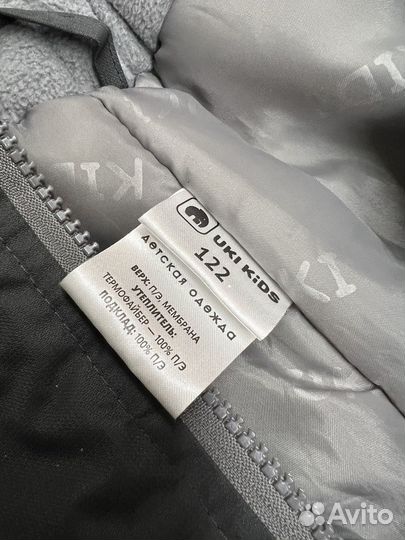 UKI KiDS
122
ДЕТСКАЯ ОДЕЖДА
ВЕРХ: П/Э, МЕМБРАНА
УТЕПЛИТЕЛЬ:
ТЕРМОФАЙБЕР — 100% П/Э
ПОДКЛАД: 100% П/Э
Avito